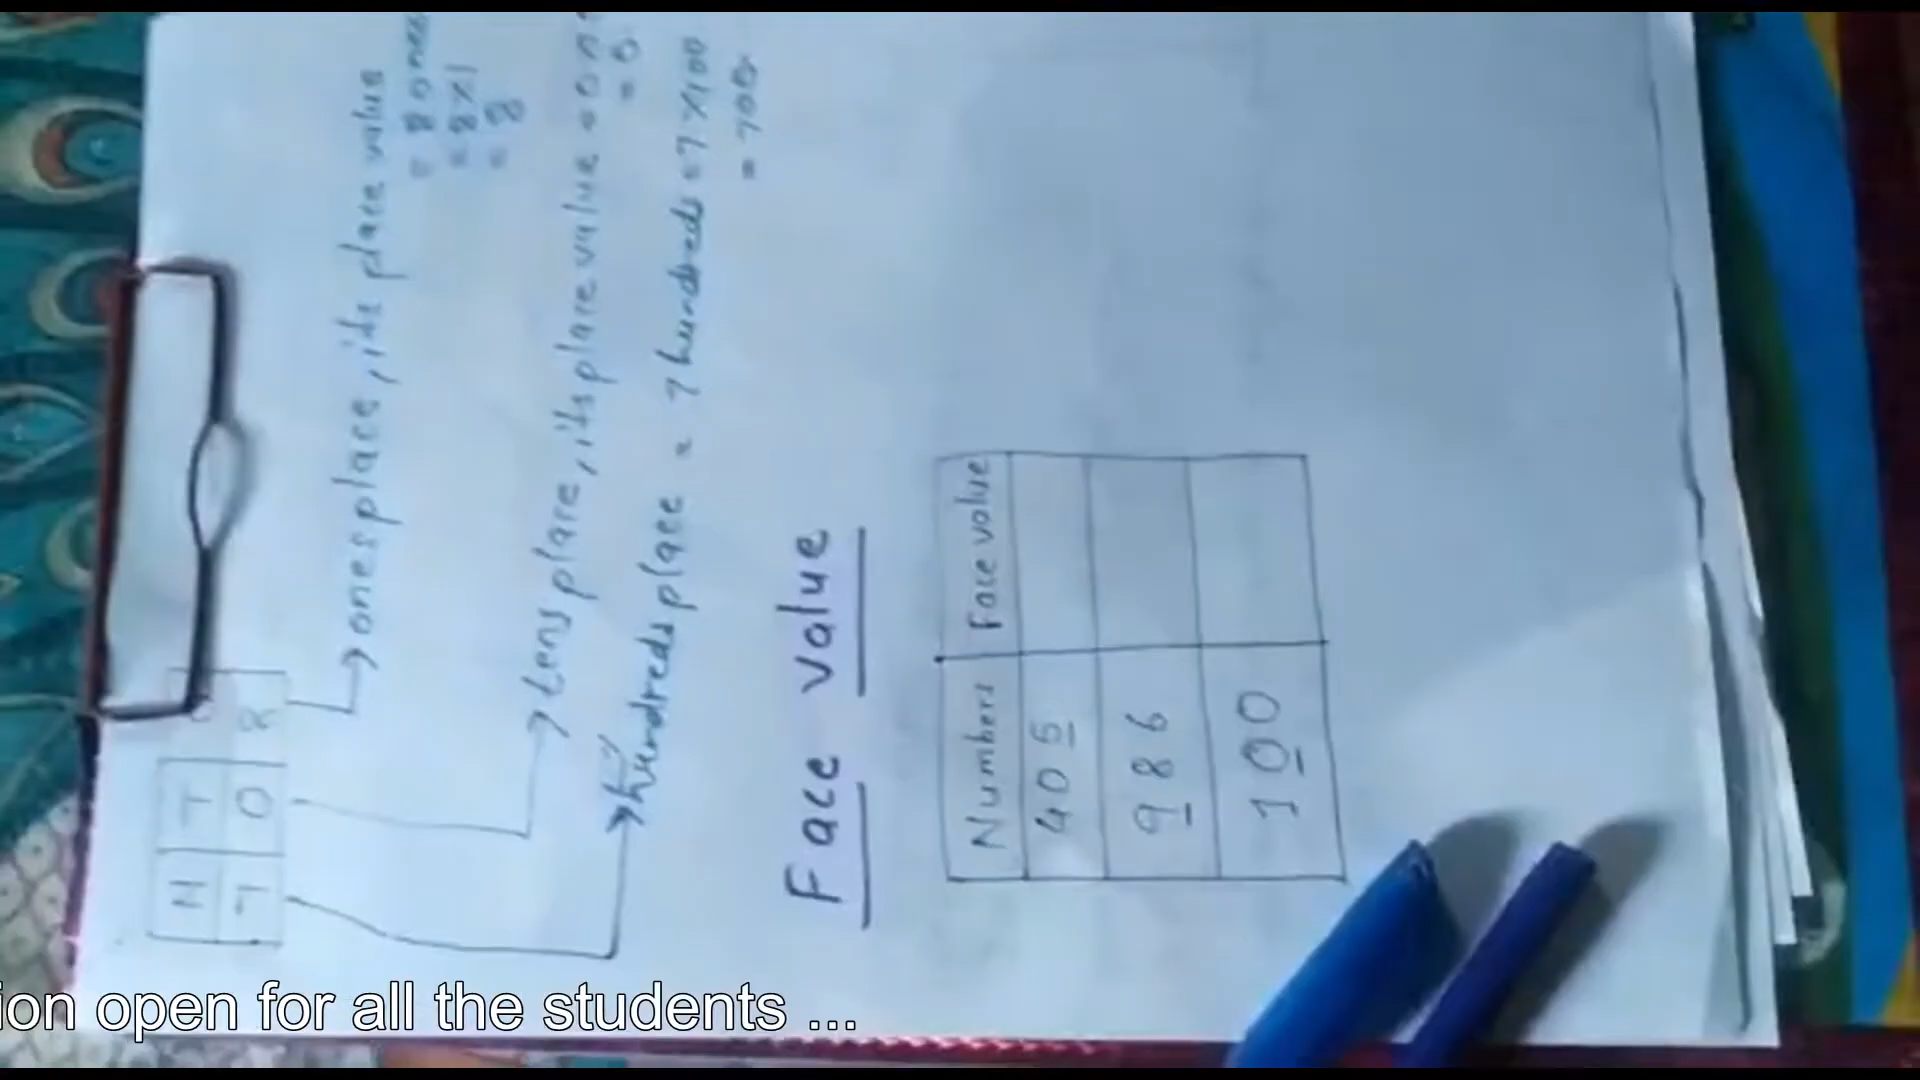 H T
7 0 8
ones place, its place value
= 8 ones
= 8×1
= 8
tens place, its place value =
= 0
hundreds place = 7 hundreds = 7×100
= 700
Face value
Numbers Face value
405
986
100
ion open for all the students ...